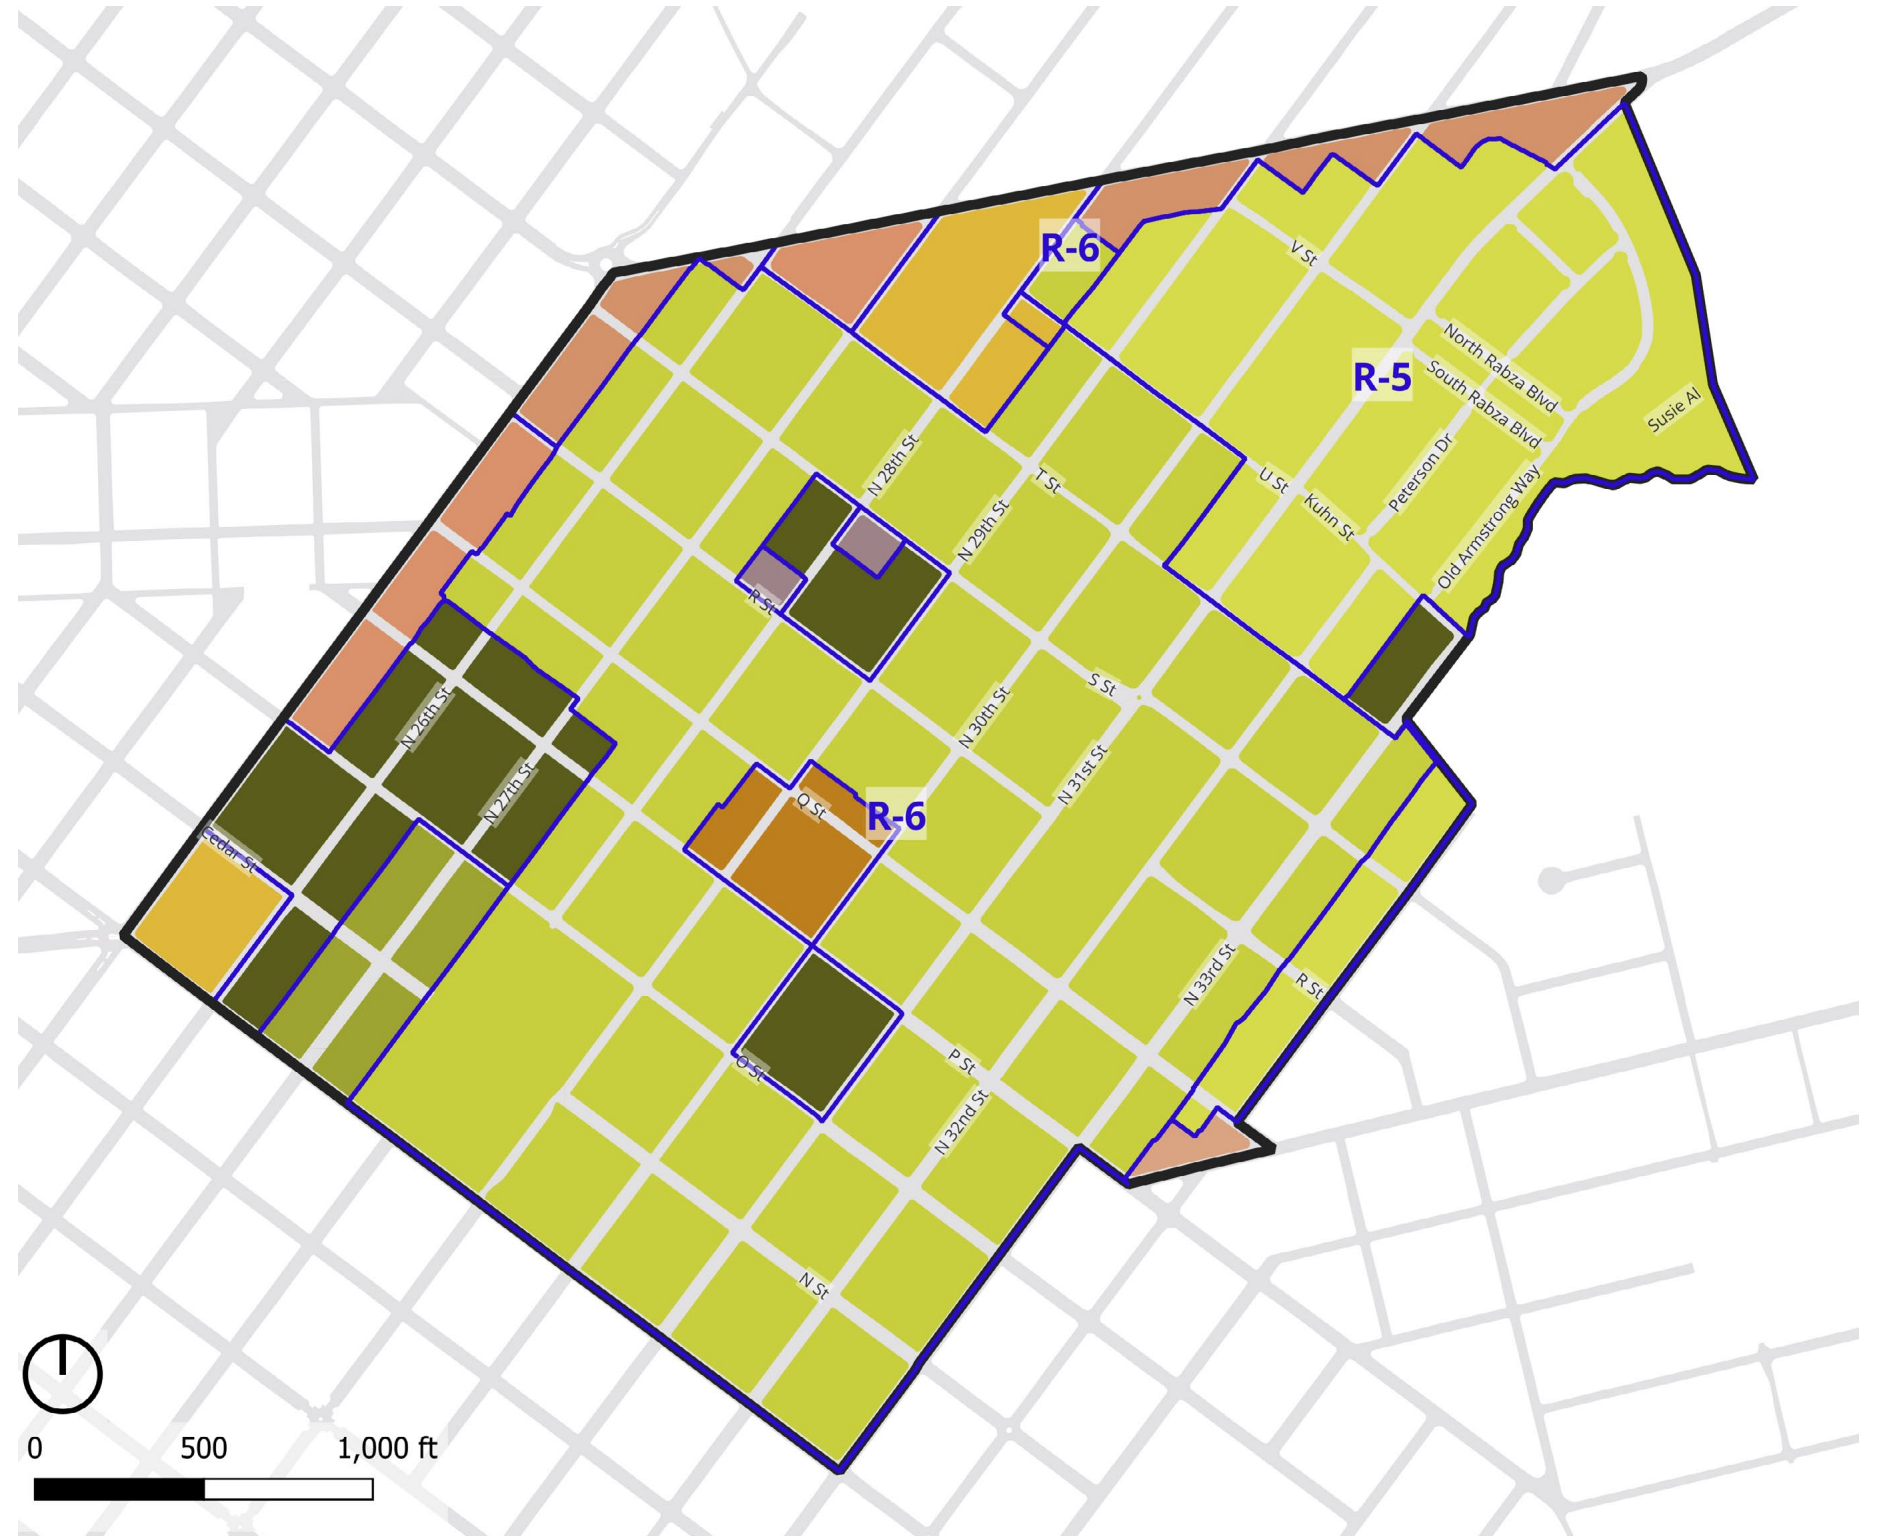 R-6
V St
North Rabza Blvd
R-5
South Rabza Blvd
Susie Al
N 28th St
T St
U St
Peterson Dr
Kuhn St
Old Armstrong Way
N 29th St
R St
S St
N 26th St
N 30th St
N 31st St
N 27th St
Q St
R-6
Cedar St
N 33rd St
R St
O St
P St
N 32nd St
N St
0 500 1,000 ft